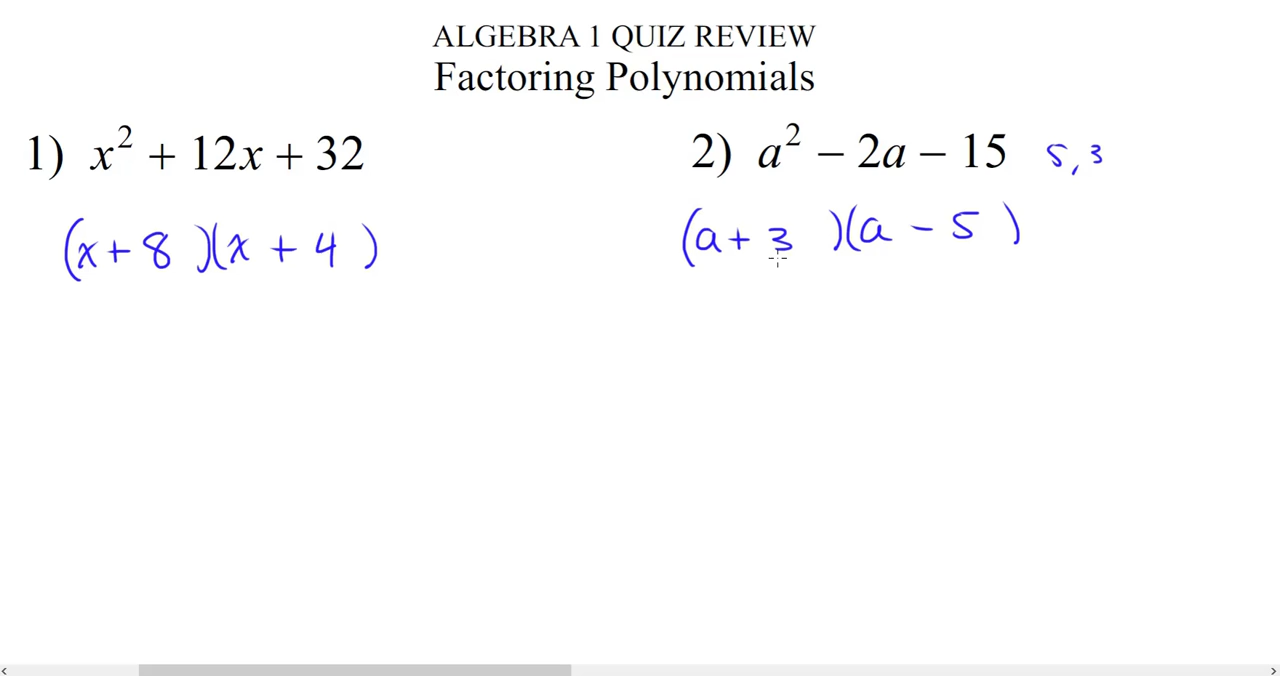 ALGEBRA 1 QUIZ REVIEW
Factoring Polynomials
1) x² + 12x + 32
(x + 8 )(x + 4 )
2) a² − 2a − 15 5, 3
(a + 3 )(a − 5 )